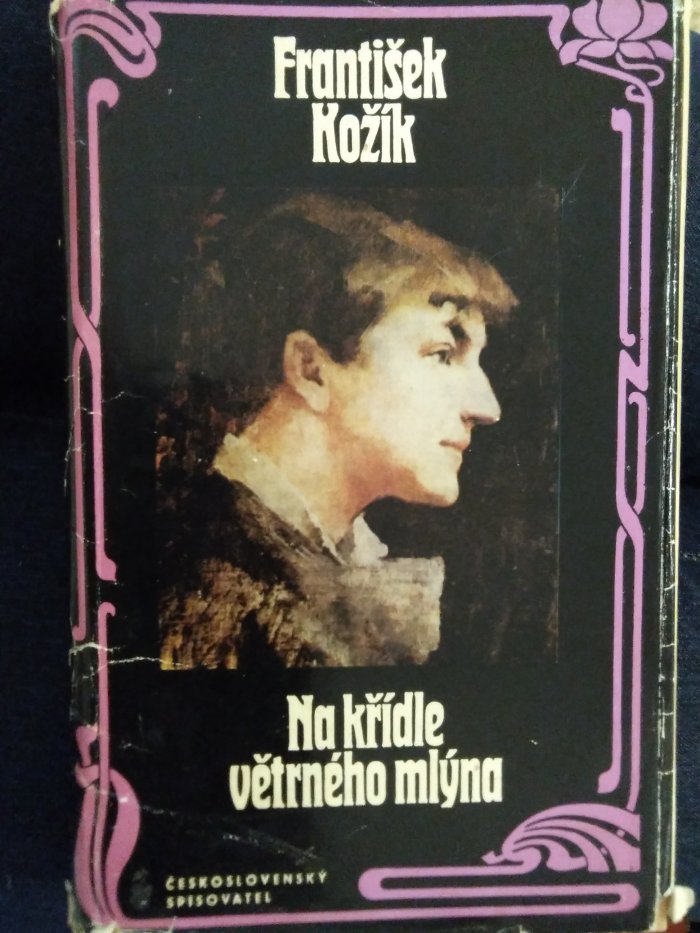 František
Kožík
Na křídle
větrného mlýna
ČESKOSLOVENSKÝ
SPISOVATEL